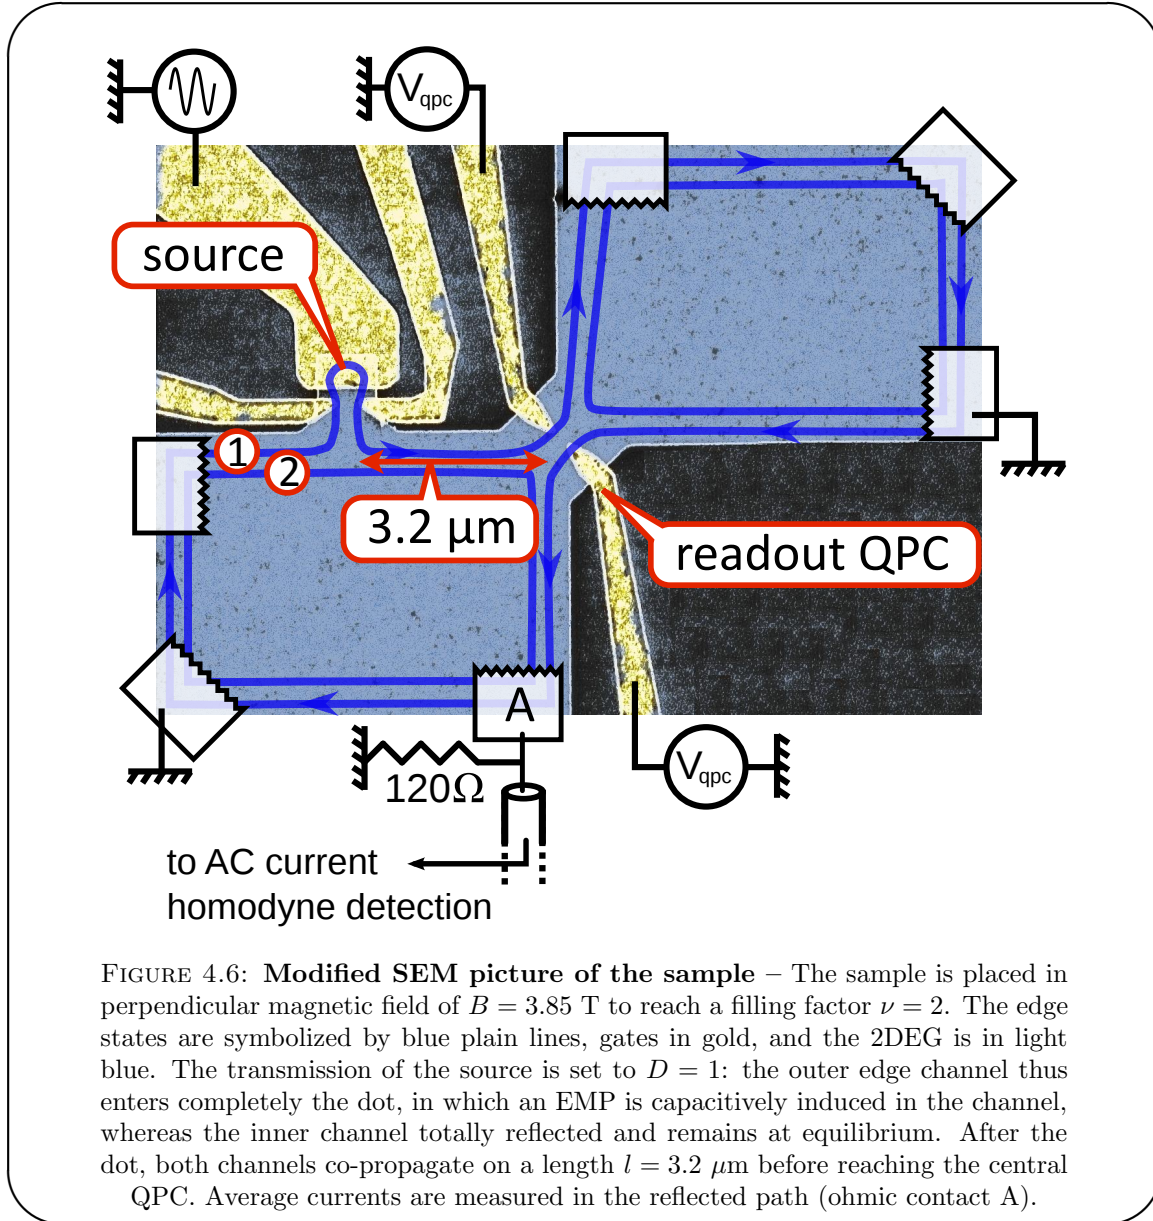 V_qpc
source
1
2
3.2 μm
readout QPC
A
120Ω
V_qpc
to AC current
homodyne detection
FIGURE 4.6: Modified SEM picture of the sample – The sample is placed in
perpendicular magnetic field of B = 3.85 T to reach a filling factor ν = 2. The edge
states are symbolized by blue plain lines, gates in gold, and the 2DEG is in light
blue. The transmission of the source is set to D = 1: the outer edge channel thus
enters completely the dot, in which an EMP is capacitively induced in the channel,
whereas the inner channel totally reflected and remains at equilibrium. After the
dot, both channels co-propagate on a length l = 3.2 μm before reaching the central
QPC. Average currents are measured in the reflected path (ohmic contact A).